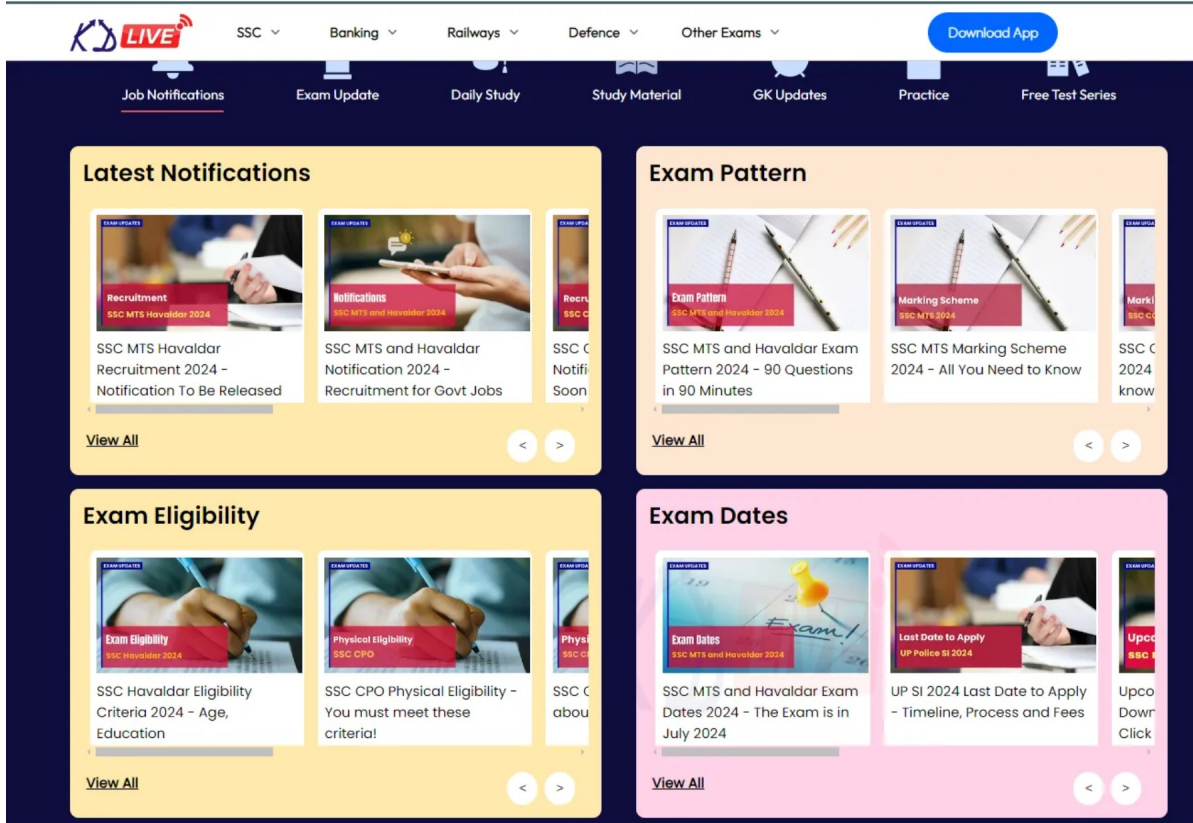 KD LIVE
SSC
Banking
Railways
Defence
Other Exams
Download App
Job Notifications
Exam Update
Daily Study
Study Material
GK Updates
Practice
Free Test Series
Latest Notifications
EXAM UPDATES
Recruitment
SSC MTS Havaldar 2024
SSC MTS Havaldar
Recruitment 2024 -
Notification To Be Released
EXAM UPDATES
Notifications
SSC MTS and Havaldar 2024
SSC MTS and Havaldar
Notification 2024 -
Recruitment for Govt Jobs
SSC
Soon
View All
< >
Exam Pattern
EXAM UPDATES
Exam Pattern
SSC MTS and Havaldar 2024
SSC MTS and Havaldar Exam
Pattern 2024 - 90 Questions
in 90 Minutes
EXAM UPDATES
Marking Scheme
SSC MTS 2024
SSC MTS Marking Scheme
2024 - All You Need to Know
SSC
2024
know
View All
< >
Exam Eligibility
EXAM UPDATES
Exam Eligibility
SSC Havaldar 2024
SSC Havaldar Eligibility
Criteria 2024 - Age,
Education
EXAM UPDATES
Physical Eligibility
SSC CPO
SSC CPO Physical Eligibility -
You must meet these
criteria!
SSC
View All
< >
Exam Dates
EXAM UPDATES
Exam!
Exam Dates
SSC MTS and Havaldar 2024
SSC MTS and Havaldar Exam
Dates 2024 - The Exam is in
July 2024
EXAM UPDATES
Last Date to Apply
UP Police SI 2024
UP SI 2024 Last Date to Apply
- Timeline, Process and Fees
Click
View All
< >